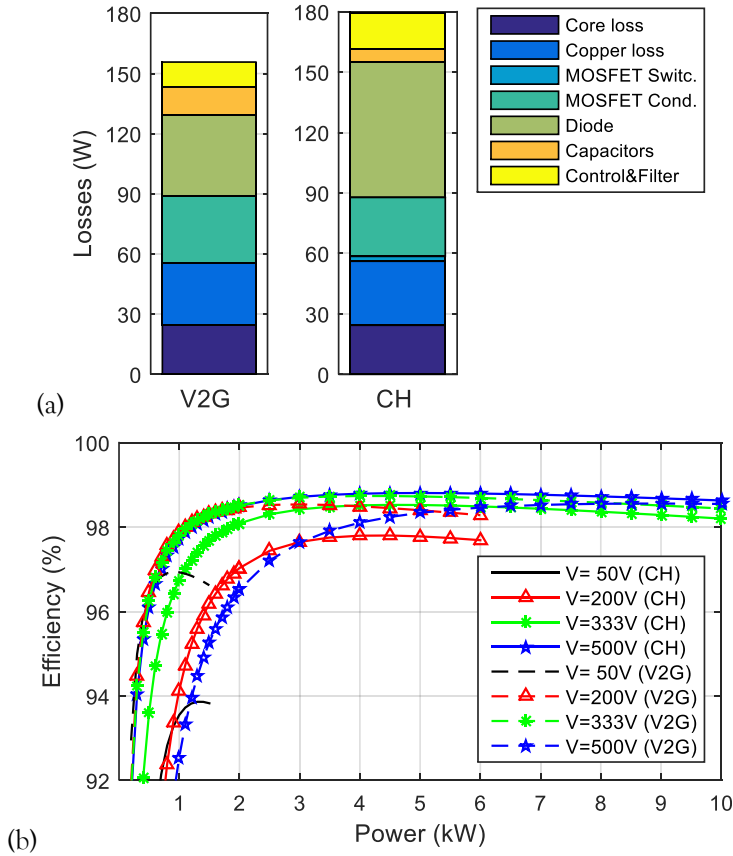 180
150
120
90
60
30
0
Losses (W)
V2G
180
150
120
90
60
30
0
CH
Core loss
Copper loss
MOSFET Switc.
MOSFET Cond.
Diode
Capacitors
Control&Filter
(a)
100
98
96
94
92
Efficiency (%)
V= 50V (CH)
V=200V (CH)
V=333V (CH)
V=500V (CH)
V= 50V (V2G)
V=200V (V2G)
V=333V (V2G)
V=500V (V2G)
1 2 3 4 5 6 7 8 9 10
Power (kW)
(b)